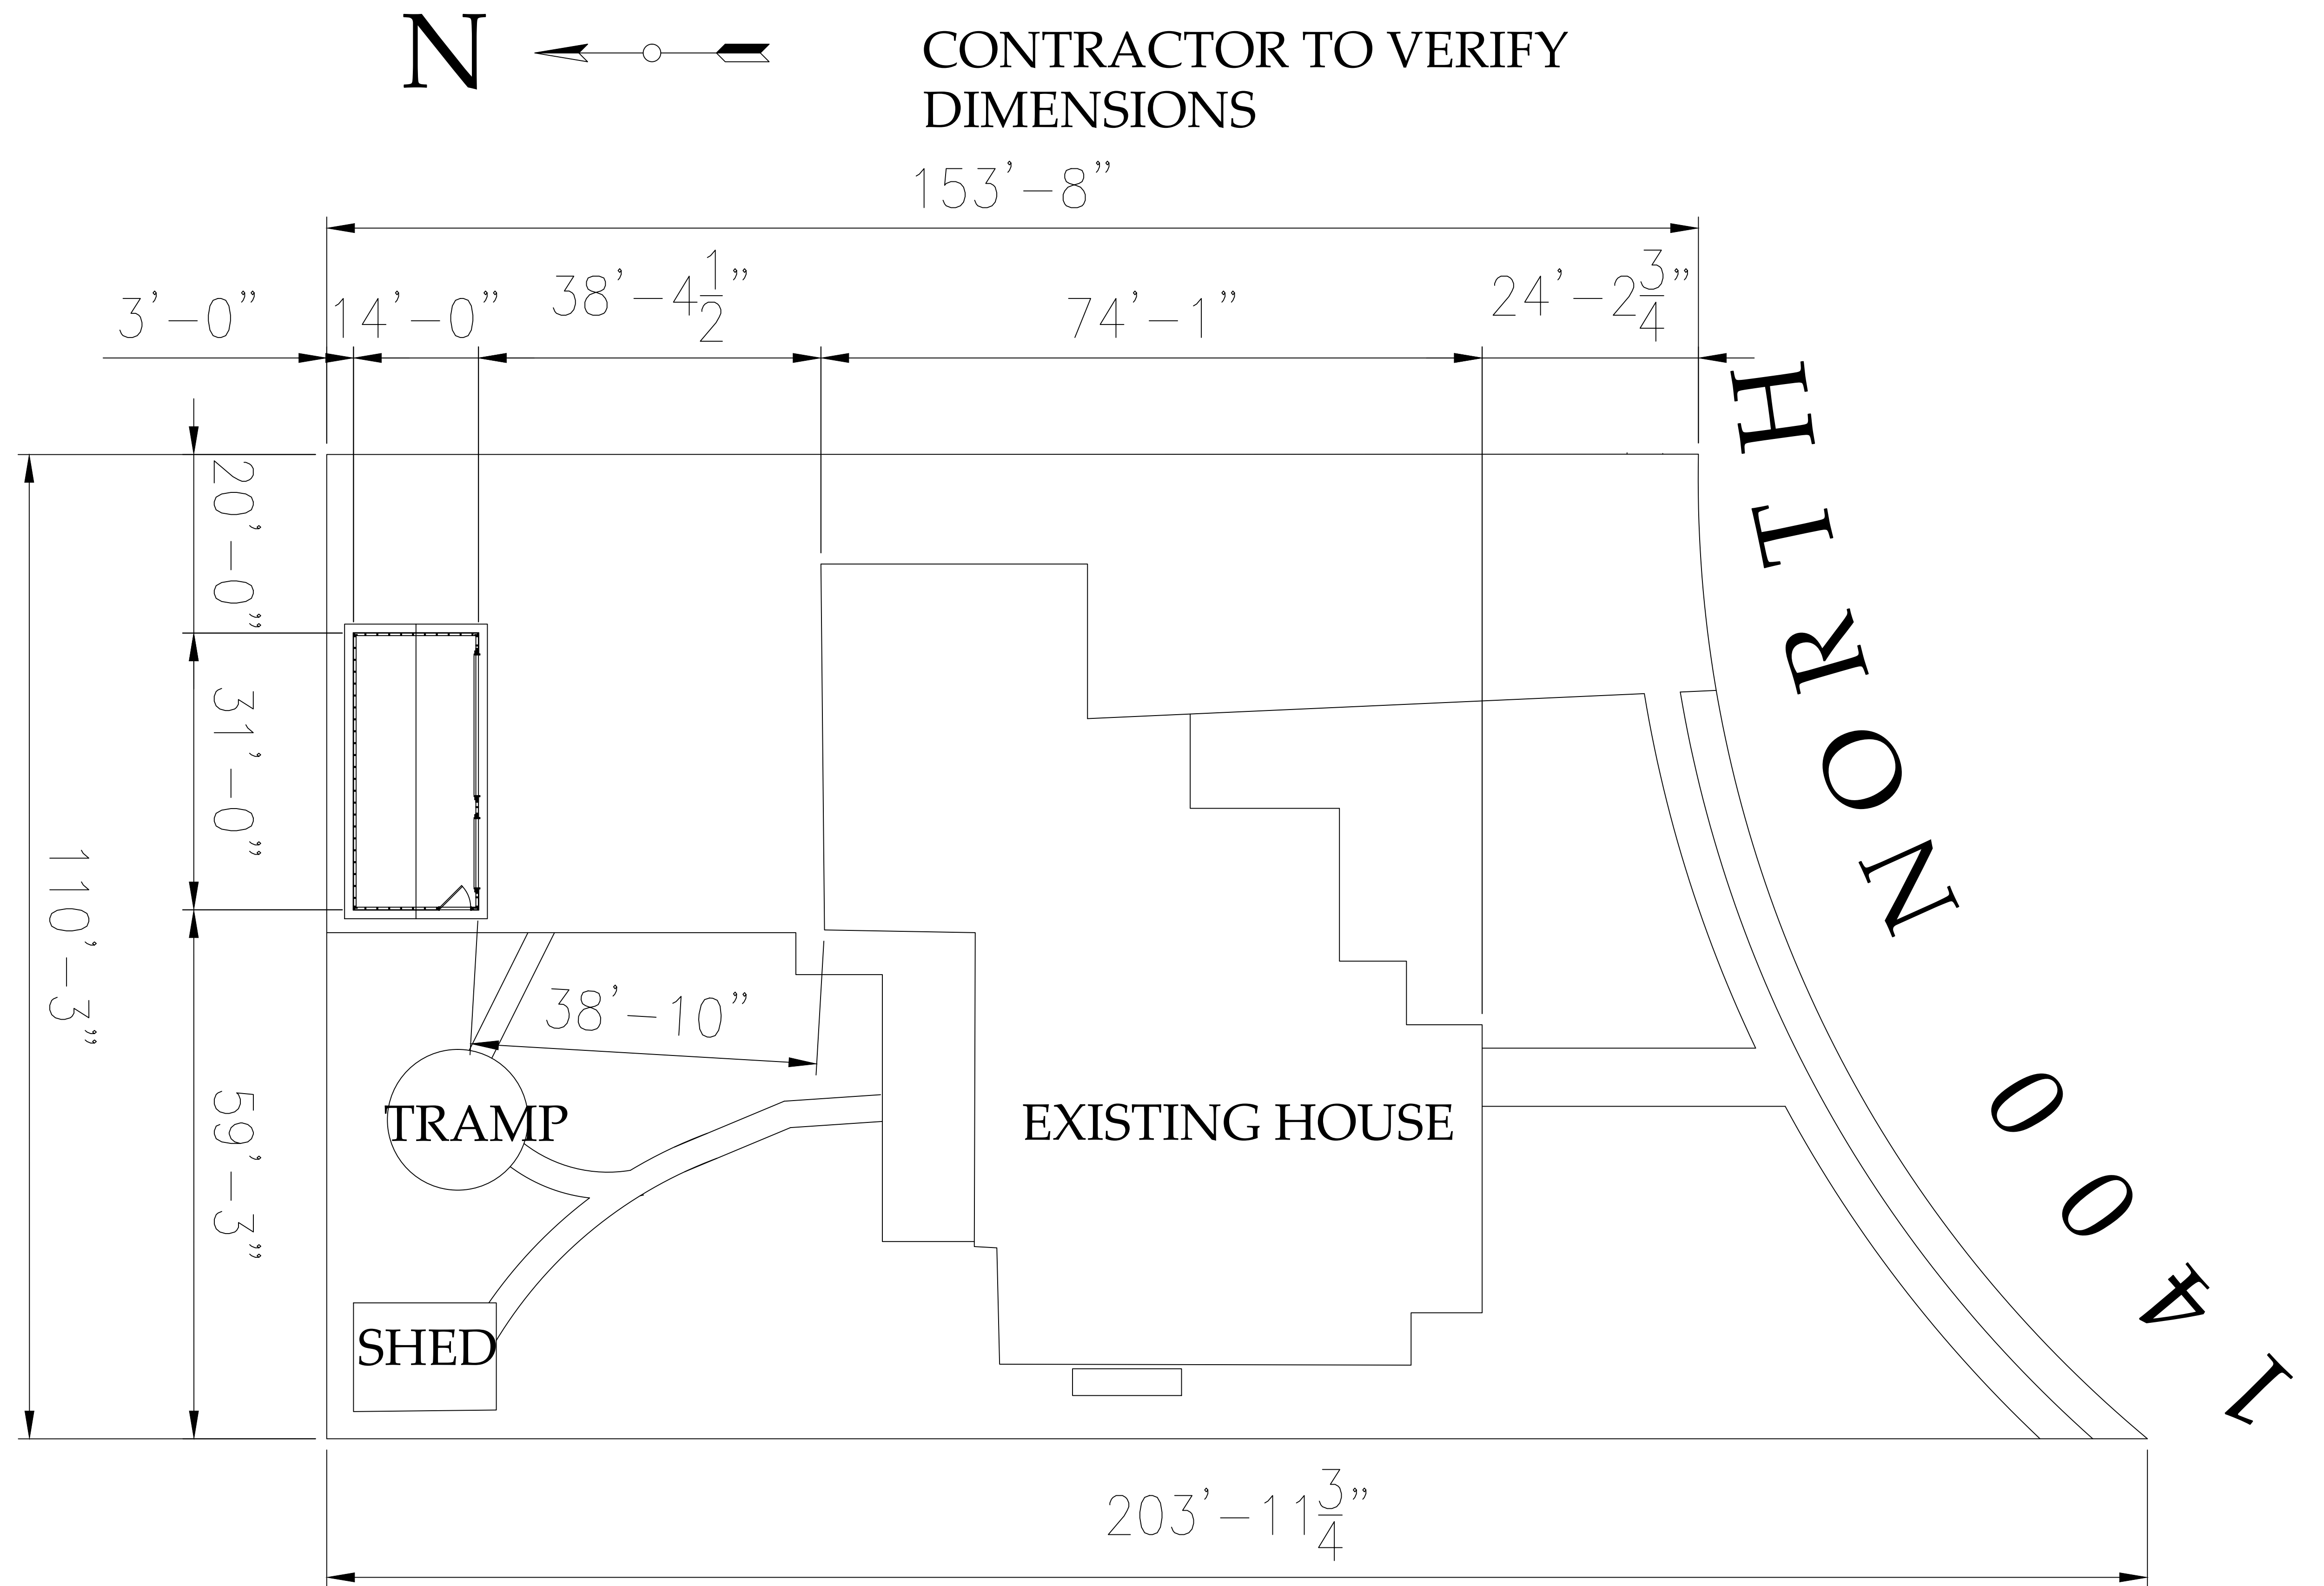 N
CONTRACTOR TO VERIFY
DIMENSIONS
153'-8"
3'-0"
14'-0"
38'-4 1/2"
74'-1"
24'-2 3/4"
20'-0"
31'-0"
110'-3"
59'-3"
38'-10"
TRAMP
EXISTING HOUSE
SHED
1400 NORTH
203'-11 3/4"